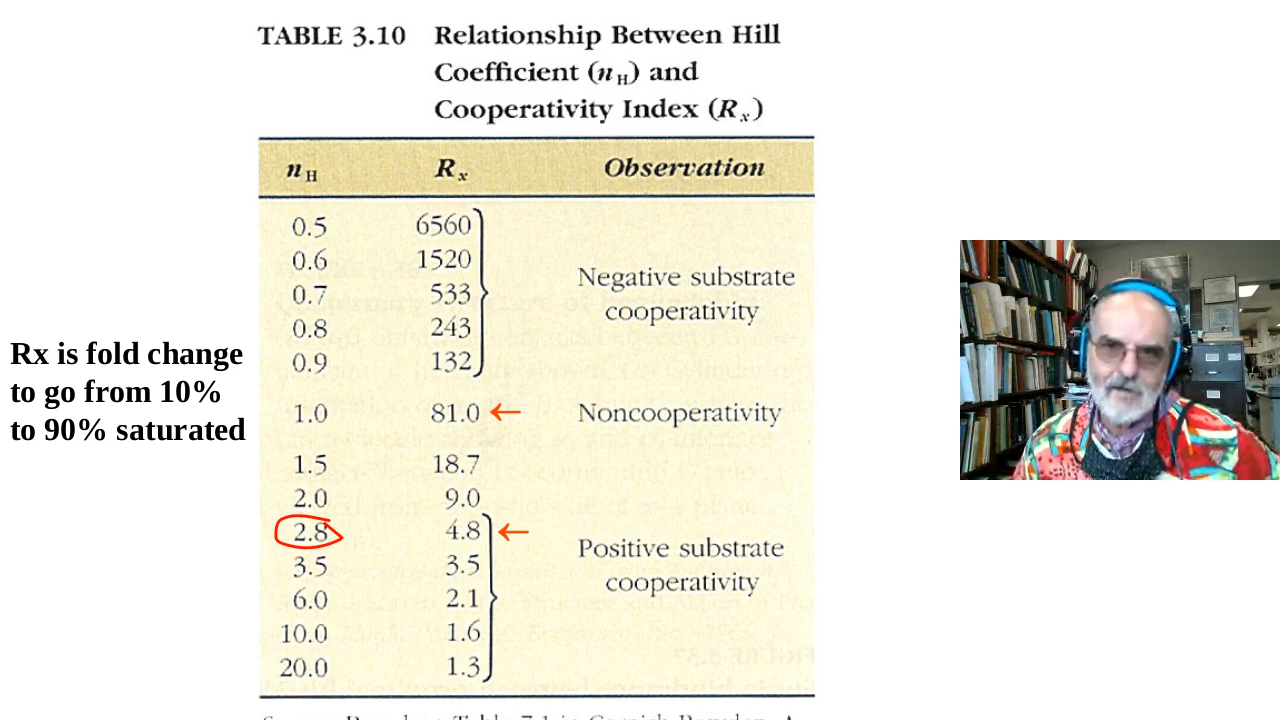 TABLE 3.10 Relationship Between Hill
Coefficient (n H) and
Cooperativity Index (R x)
n H R x Observation
0.5 6560
0.6 1520
0.7 533
0.8 243
0.9 132
Negative substrate
cooperativity
1.0 81.0 ← Noncooperativity
1.5 18.7
2.0 9.0
2.8 4.8 ←
3.5 3.5
6.0 2.1
10.0 1.6
20.0 1.3
Positive substrate
cooperativity
Rx is fold change
to go from 10%
to 90% saturated